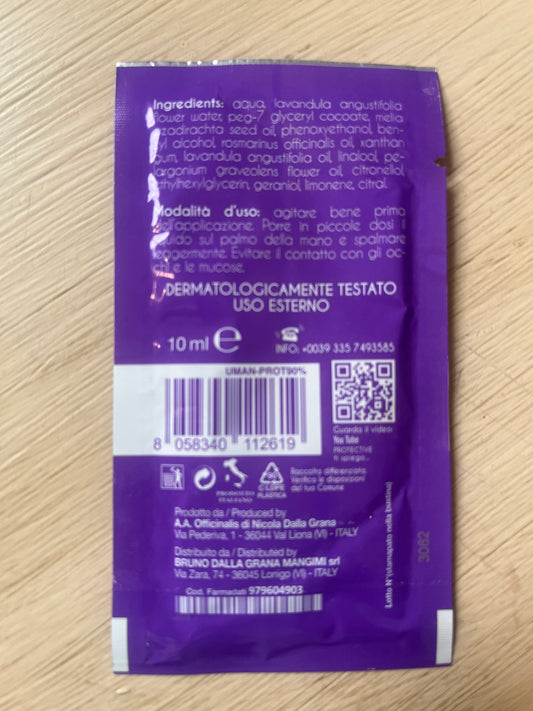 Ingredients: aqua, lavandula angustifolia
flower water, peg-7 glyceryl cocoate, melia
azadirachta seed oil, phenoxyethanol, ben-
zyl alcohol, rosmarinus officinalis oil, xanthan
gum, lavandula angustifolia oil, linalool, pe-
largonium graveolens flower oil, citronellol,
ethylhexylglycerin, geraniol, limonene, citral.
Modalità d'uso: agitare bene prima
dell'applicazione. Porre in piccole dosi il
liquido sul palmo della mano e spalmare
leggermente. Evitare il contatto con gli oc-
chi e le mucose.
DERMATOLOGICAMENTE TESTATO
USO ESTERNO
10 ml e
INFO: +0039 335 7493585
UMAN-PROT90%
8 058340 112619
Guarda il video:
You Tube
PROTECTIVE
ti spiego...
PRODOTTO
ITALIANO
C/LDPE
PLASTICA
Raccolta differenziata.
Verifica le disposizioni
del tuo Comune
Prodotto da / Produced by
A.A. Officinalis di Nicola Dalla Grana
Via Pederiva, 1 - 36044 Val Liona (VI) - ITALY
Distribuito da / Distributed by
BRUNO DALLA GRANA MANGIMI srl
Via Zara, 74 - 36045 Lonigo (VI) - ITALY
Cod. Farmadati 979604903
Lotto N°(stampato nella bustina)
3062